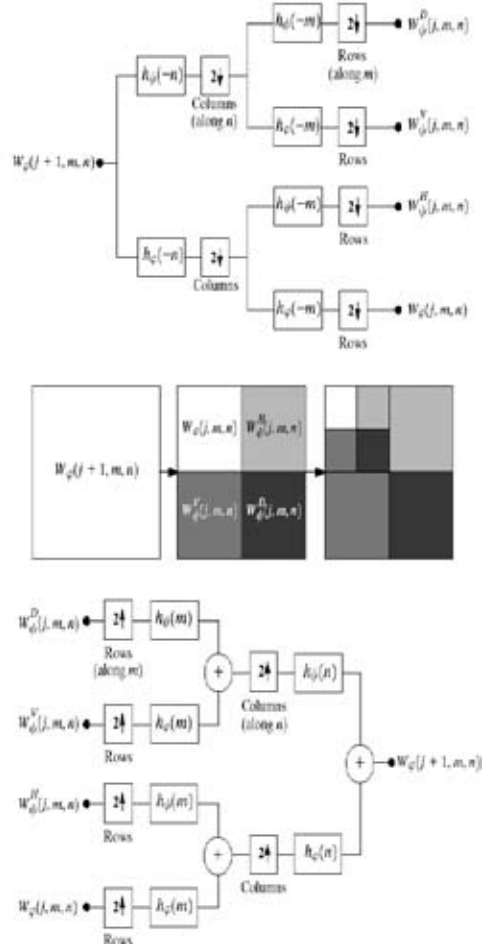 h_ψ(−m) 2↓ W_ψ^D(j, m, n)
Rows
(along m)
h_ψ(−n) 2↓
Columns
(along n)
h_φ(−m) 2↓ W_ψ^V(j, m, n)
Rows
W_φ(j + 1, m, n)
h_ψ(−m) 2↓ W_ψ^H(j, m, n)
Rows
h_φ(−n) 2↓
Columns
h_φ(−m) 2↓ W_φ(j, m, n)
Rows
W_φ(j + 1, m, n)
W_φ(j, m, n) W_ψ^H(j, m, n)
W_ψ^V(j, m, n) W_ψ^D(j, m, n)
W_ψ^D(j, m, n) 2↑ h_ψ(m)
Rows
(along m)
+ 2↑ h_ψ(n)
Columns
(along n)
W_ψ^V(j, m, n) 2↑ h_φ(m)
Rows
+ W_φ(j + 1, m, n)
W_ψ^H(j, m, n) 2↑ h_ψ(m)
Rows
+ 2↑ h_φ(n)
Columns
W_φ(j, m, n) 2↑ h_φ(m)
Rows